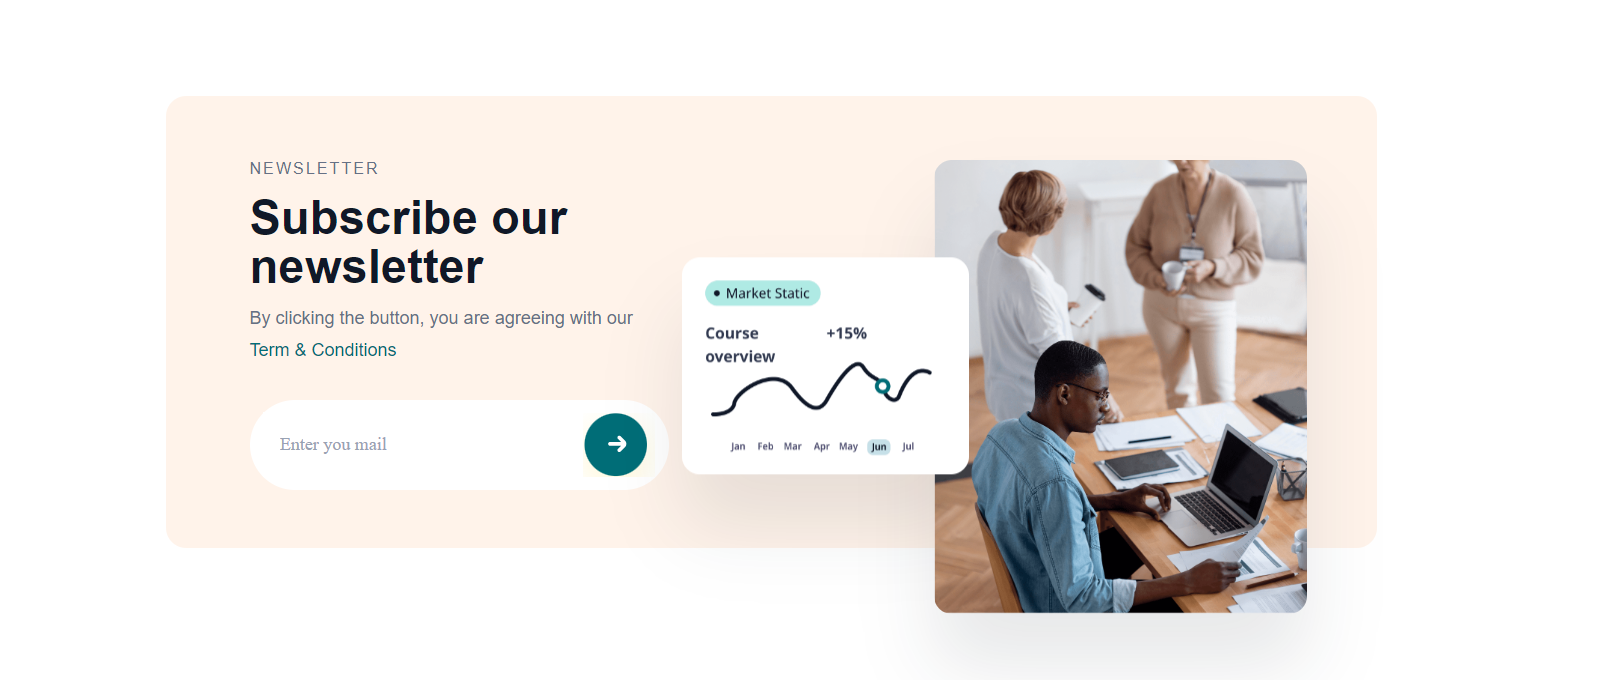 NEWSLETTER
Subscribe our
newsletter
By clicking the button, you are agreeing with our
Term & Conditions
Enter you mail
Market Static
Course +15%
overview
Jan Feb Mar Apr May Jun Jul